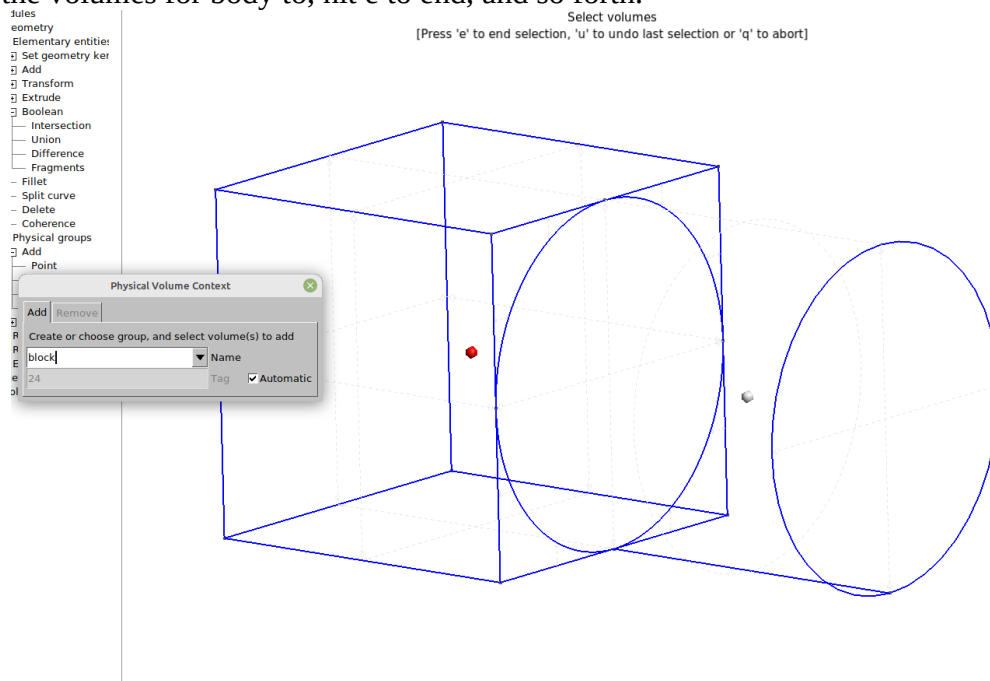 the volumes for body to, hit e to end, and so forth.
dules
eometry
Elementary entities
Set geometry ker
Add
Transform
Extrude
Boolean
Intersection
Union
Difference
Fragments
Fillet
Split curve
Delete
Coherence
Physical groups
Add
Point
Select volumes
[Press 'e' to end selection, 'u' to undo last selection or 'q' to abort]
Physical Volume Context
Add Remove
Create or choose group, and select volume(s) to add
block Name
24 Tag Automatic